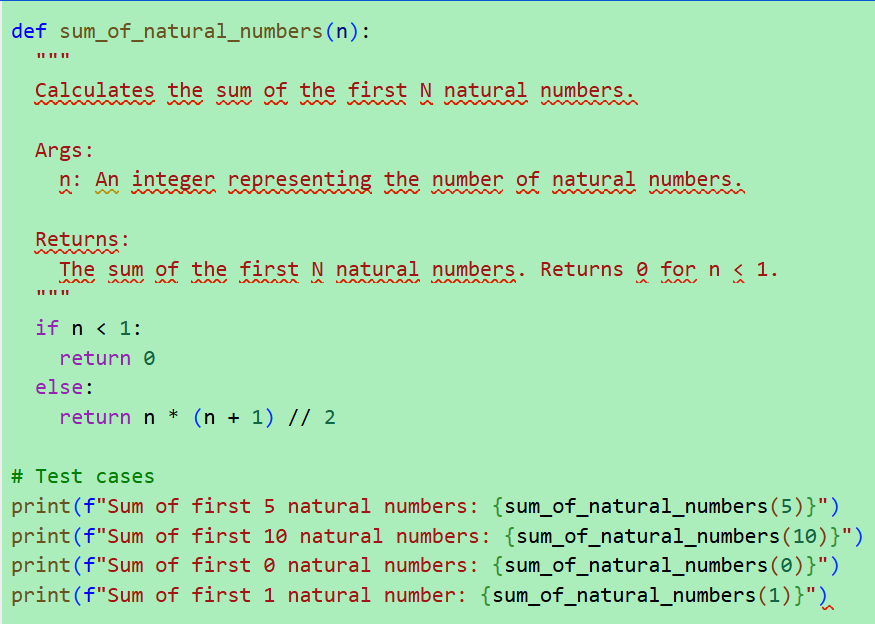 def sum_of_natural_numbers(n):
"""
Calculates the sum of the first N natural numbers.
Args:
n: An integer representing the number of natural numbers.
Returns:
The sum of the first N natural numbers. Returns 0 for n < 1.
"""
if n < 1:
return 0
else:
return n * (n + 1) // 2
# Test cases
print(f"Sum of first 5 natural numbers: {sum_of_natural_numbers(5)}")
print(f"Sum of first 10 natural numbers: {sum_of_natural_numbers(10)}")
print(f"Sum of first 0 natural numbers: {sum_of_natural_numbers(0)}")
print(f"Sum of first 1 natural number: {sum_of_natural_numbers(1)}")